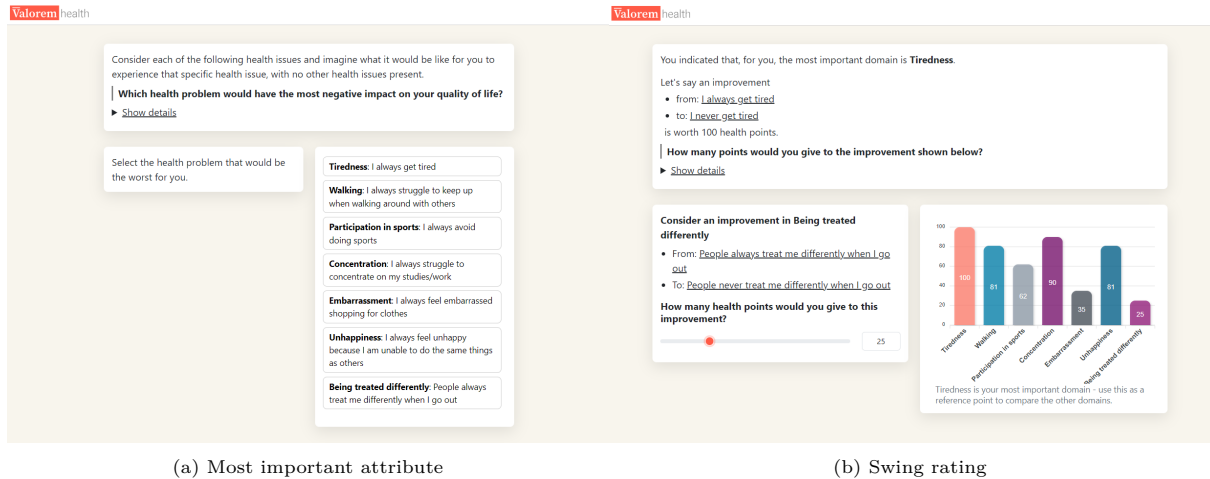 Valorem health
Consider each of the following health issues and imagine what it would be like for you to
experience that specific health issue, with no other health issues present.
Which health problem would have the most negative impact on your quality of life?
Show details
Select the health problem that would be
the worst for you.
Tiredness: I always get tired
Walking: I always struggle to keep up
when walking around with others
Participation in sports: I always avoid
doing sports
Concentration: I always struggle to
concentrate on my studies/work
Embarrassment: I always feel embarrassed
shopping for clothes
Unhappiness: I always feel unhappy
because I am unable to do the same things
as others
Being treated differently: People always
treat me differently when I go out
(a) Most important attribute
Valorem health
You indicated that, for you, the most important domain is Tiredness.
Let's say an improvement
• from: I always get tired
• to: I never get tired
is worth 100 health points.
How many points would you give to the improvement shown below?
Show details
Consider an improvement in Being treated
differently
• From: People always treat me differently when I go
out
• To: People never treat me differently when I go out
How many health points would you give to this
improvement?
25
100
80
60
40
20
0
100
81
62
90
35
81
25
Tiredness
Walking
Participation in sports
Concentration
Embarrassment
Unhappiness
Being treated differently
Tiredness is your most important domain - use this as a
reference point to compare the other domains.
(b) Swing rating